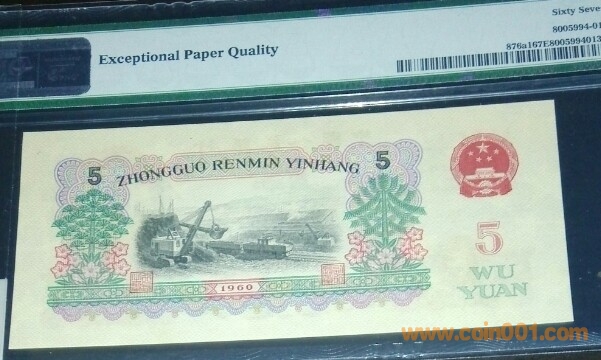 Exceptional Paper Quality
Sixty Seve
8005994-01
876a167E8005994013
5
ZHONGGUO RENMIN YINHANG
5
5
WU
YUAN
1960
www.coin001.com